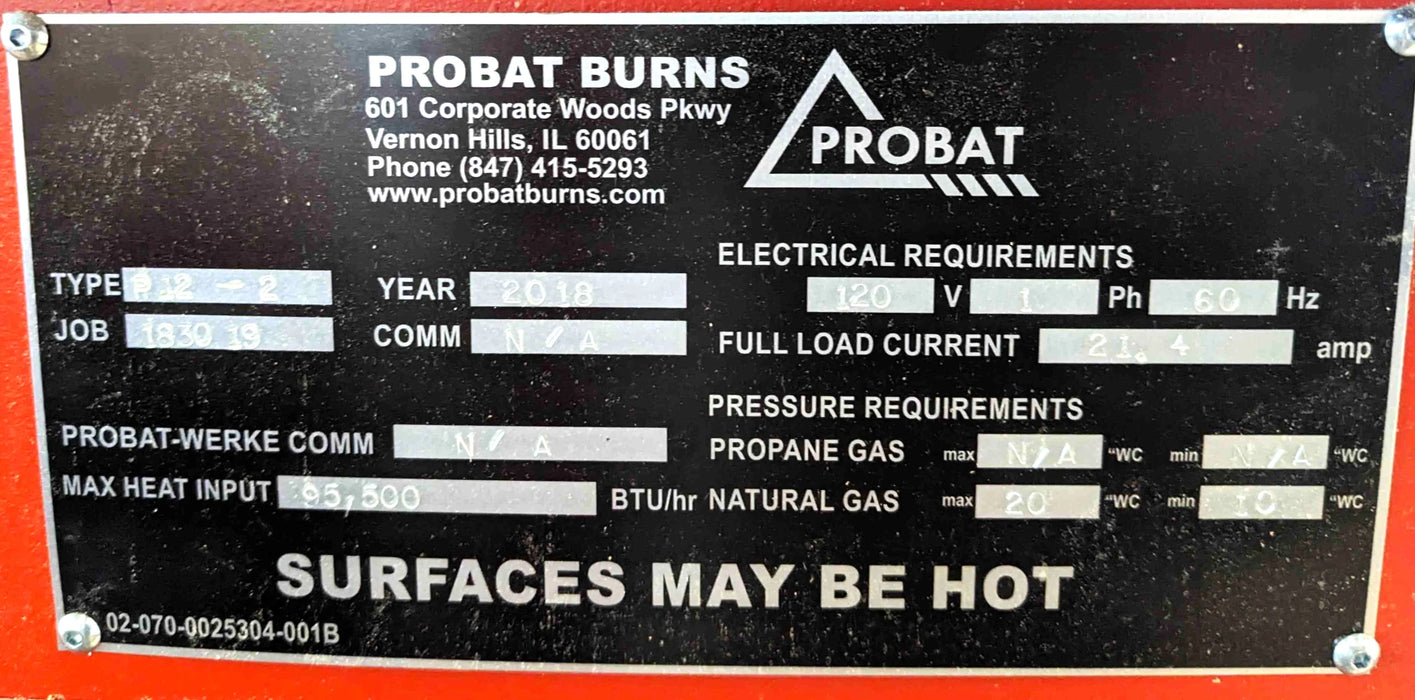 PROBAT BURNS
601 Corporate Woods Pkwy
Vernon Hills, IL 60061
Phone (847) 415-5293
www.probatburns.com
PROBAT
TYPE P12 - 2
YEAR 2018
JOB 1830 19
COMM N/A
ELECTRICAL REQUIREMENTS
120 V 1 Ph 60 Hz
FULL LOAD CURRENT 21.4 amp
PROBAT-WERKE COMM N/A
MAX HEAT INPUT 95,500 BTU/hr
PRESSURE REQUIREMENTS
PROPANE GAS max N/A "WC min N/A "WC
NATURAL GAS max 20 "WC min 10 "WC
SURFACES MAY BE HOT
02-070-0025304-001B